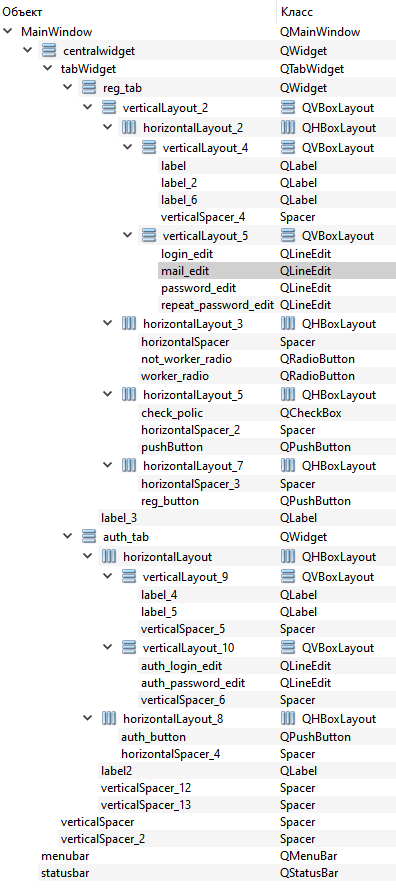 Объект Класс
MainWindow QMainWindow
centralwidget QWidget
tabWidget QTabWidget
reg_tab QWidget
verticalLayout_2 QVBoxLayout
horizontalLayout_2 QHBoxLayout
verticalLayout_4 QVBoxLayout
label QLabel
label_2 QLabel
label_6 QLabel
verticalSpacer_4 Spacer
verticalLayout_5 QVBoxLayout
login_edit QLineEdit
mail_edit QLineEdit
password_edit QLineEdit
repeat_password_edit QLineEdit
horizontalLayout_3 QHBoxLayout
horizontalSpacer Spacer
not_worker_radio QRadioButton
worker_radio QRadioButton
horizontalLayout_5 QHBoxLayout
check_polic QCheckBox
horizontalSpacer_2 Spacer
pushButton QPushButton
horizontalLayout_7 QHBoxLayout
horizontalSpacer_3 Spacer
reg_button QPushButton
label_3 QLabel
auth_tab QWidget
horizontalLayout QHBoxLayout
verticalLayout_9 QVBoxLayout
label_4 QLabel
label_5 QLabel
verticalSpacer_5 Spacer
verticalLayout_10 QVBoxLayout
auth_login_edit QLineEdit
auth_password_edit QLineEdit
verticalSpacer_6 Spacer
horizontalLayout_8 QHBoxLayout
auth_button QPushButton
horizontalSpacer_4 Spacer
label2 QLabel
verticalSpacer_12 Spacer
verticalSpacer_13 Spacer
verticalSpacer Spacer
verticalSpacer_2 Spacer
menubar QMenuBar
statusbar QStatusBar